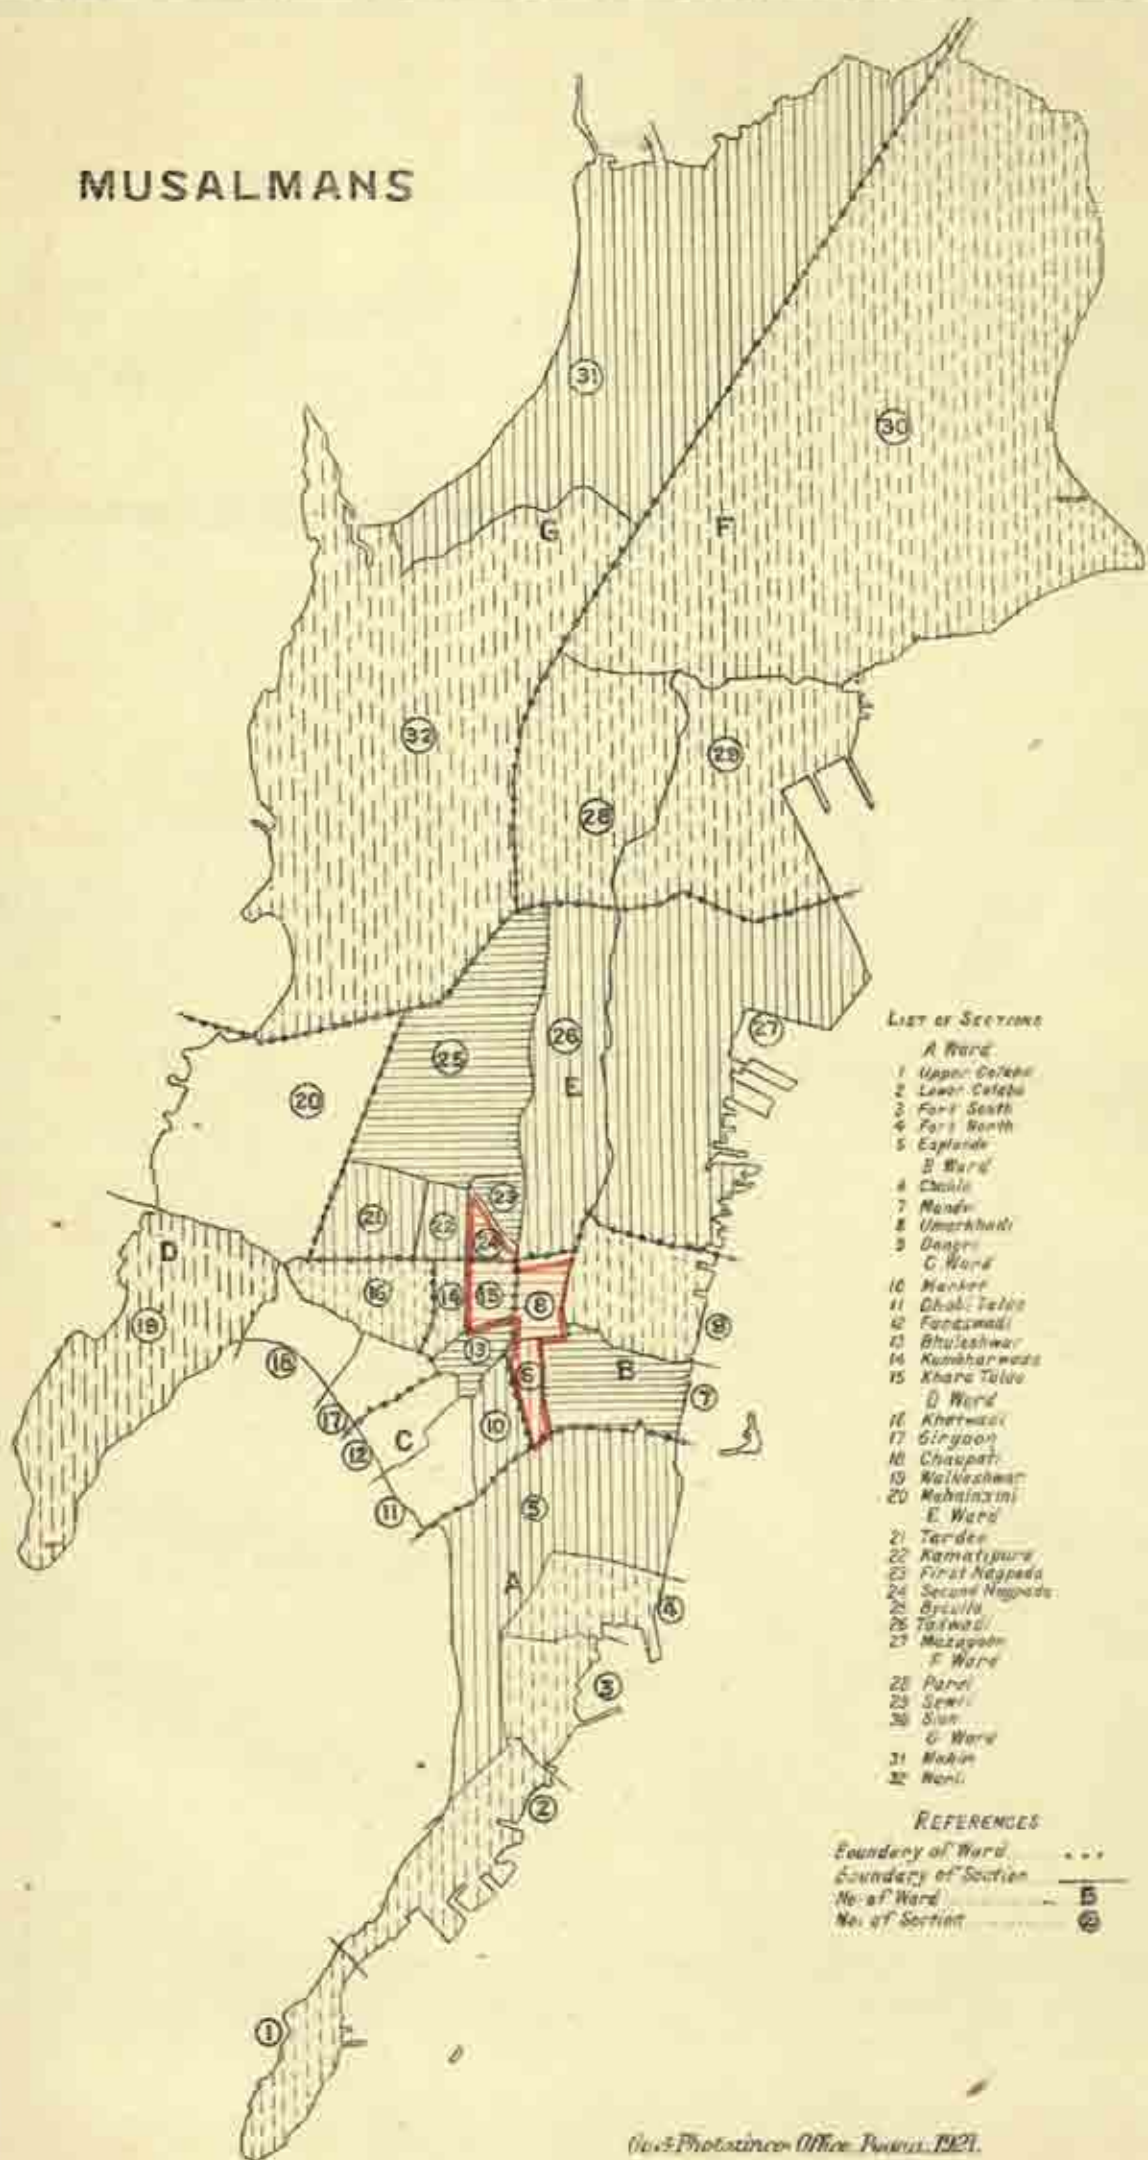 MUSALMANS
31
30
G
F
32
29
28
27
26
25
E
20
23
21
22
24
D
16
14
15
8
19
9
13
18
6
B
7
17
10
C
12
11
5
A
4
3
2
1
LIST OF SECTIONS
A Ward
1 Upper Colaba
2 Lower Colaba
3 Fort South
4 Fort North
5 Esplande
B Ward
6 Chakla
7 Mandvi
8 Umarkhadi
9 Dongri
C Ward
10 Market
11 Dhobi Talao
12 Fanaswadi
13 Bhuleshwar
14 Kumbharwada
15 Khara Talao
D Ward
16 Khetwadi
17 Girgaon
18 Chaupati
19 Walkeshwar
20 Mahalaxmi
E Ward
21 Tardeo
22 Kamatipura
23 First Nagpada
24 Second Nagpada
25 Byculla
26 Tadwadi
27 Mazagaon
F Ward
28 Parel
29 Sewri
30 Sion
G Ward
31 Mahim
32 Worli
REFERENCES
Boundary of Ward
Boundary of Section
No. of Ward B
No. of Section
Photozinco Office 1921.